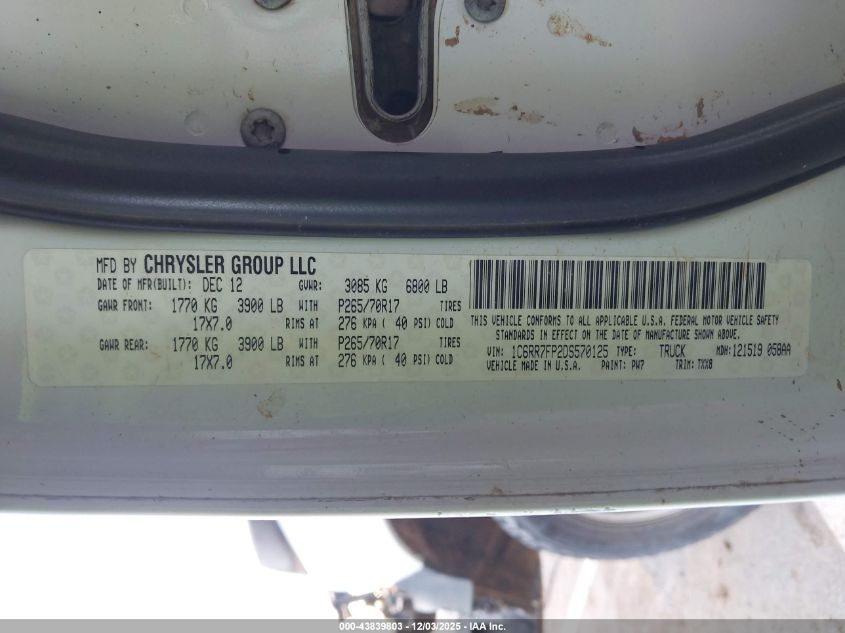 MFD BY CHRYSLER GROUP LLC
DATE OF MFR(BUILT): DEC 12 GVWR: 3085 KG 6800 LB
GAWR FRONT: 1770 KG 3900 LB WITH P265/70R17 TIRES
17X7.0 RIMS AT 276 KPA ( 40 PSI) COLD
GAWR REAR: 1770 KG 3900 LB WITH P265/70R17 TIRES
17X7.0 RIMS AT 276 KPA ( 40 PSI) COLD
THIS VEHICLE CONFORMS TO ALL APPLICABLE U.S.A. FEDERAL MOTOR VEHICLE SAFETY
STANDARDS IN EFFECT ON THE DATE OF MANUFACTURE SHOWN ABOVE.
VIN: 1C6RR7FP2DS570125 TYPE: TRUCK MDH: 121519 058AA
VEHICLE MADE IN U.S.A. PAINT: PW7 TRIM: TXX8
000-43839803 - 12/03/2025 - IAA Inc.